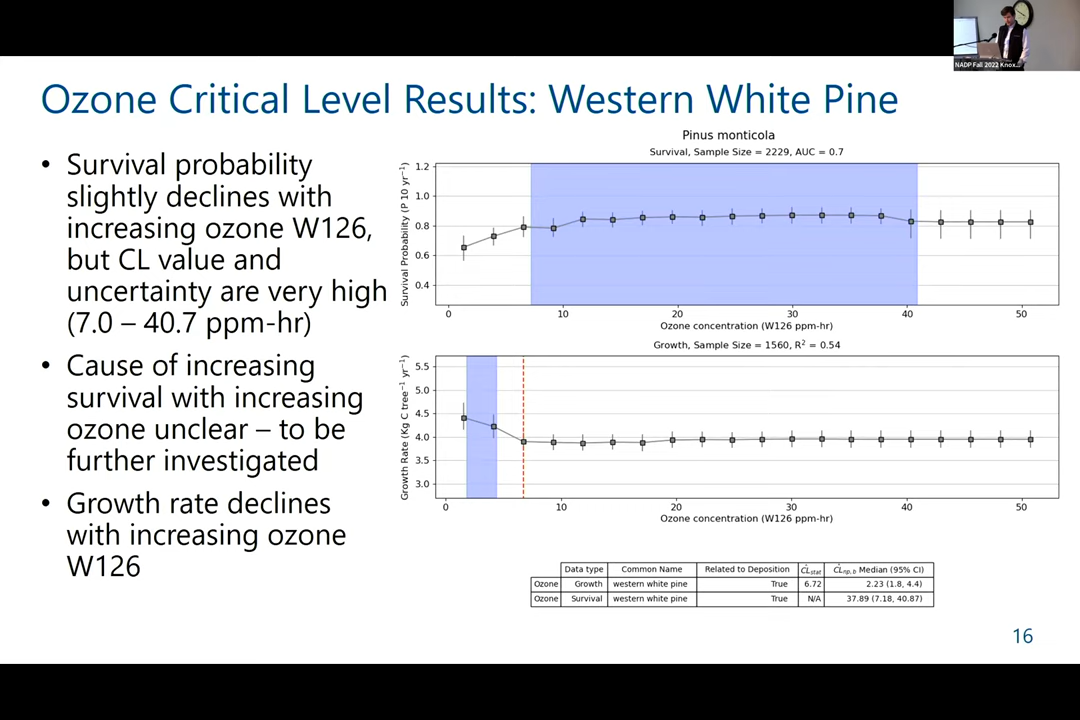 NADP Fall 2022 Knox...
Ozone Critical Level Results: Western White Pine
• Survival probability
slightly declines with
increasing ozone W126,
but CL value and
uncertainty are very high
(7.0 – 40.7 ppm-hr)
• Cause of increasing
survival with increasing
ozone unclear – to be
further investigated
• Growth rate declines
with increasing ozone
W126
Pinus monticola
Survival, Sample Size = 2229, AUC = 0.7
Survival Probability (P 10 yr⁻¹)
1.2
1.0
0.8
0.6
0.4
0 10 20 30 40 50
Ozone concentration (W126 ppm-hr)
Growth, Sample Size = 1560, R² = 0.54
Growth Rate (Kg C tree⁻¹ yr⁻¹)
5.5
5.0
4.5
4.0
3.5
3.0
0 10 20 30 40 50
Ozone concentration (W126 ppm-hr)
Data type Common Name Related to Deposition ĈL_stat ĈL_np,b Median (95% CI)
Ozone Growth western white pine True 6.72 2.23 (1.8, 4.4)
Ozone Survival western white pine True N/A 37.89 (7.18, 40.87)
16